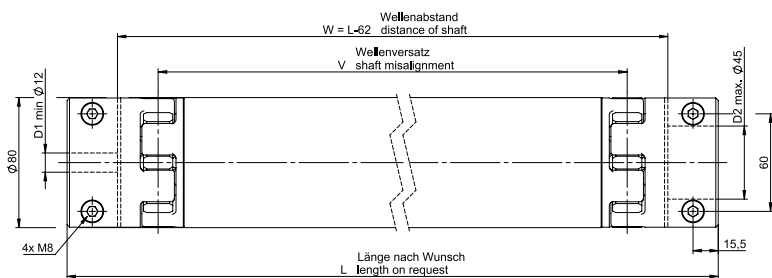 Wellenabstand
W = L-62 distance of shaft
Wellenversatz
V shaft misalignment
D1 min Ø12
Ø80
D2 max. Ø45
60
4x M8
15,5
Länge nach Wunsch
L length on request